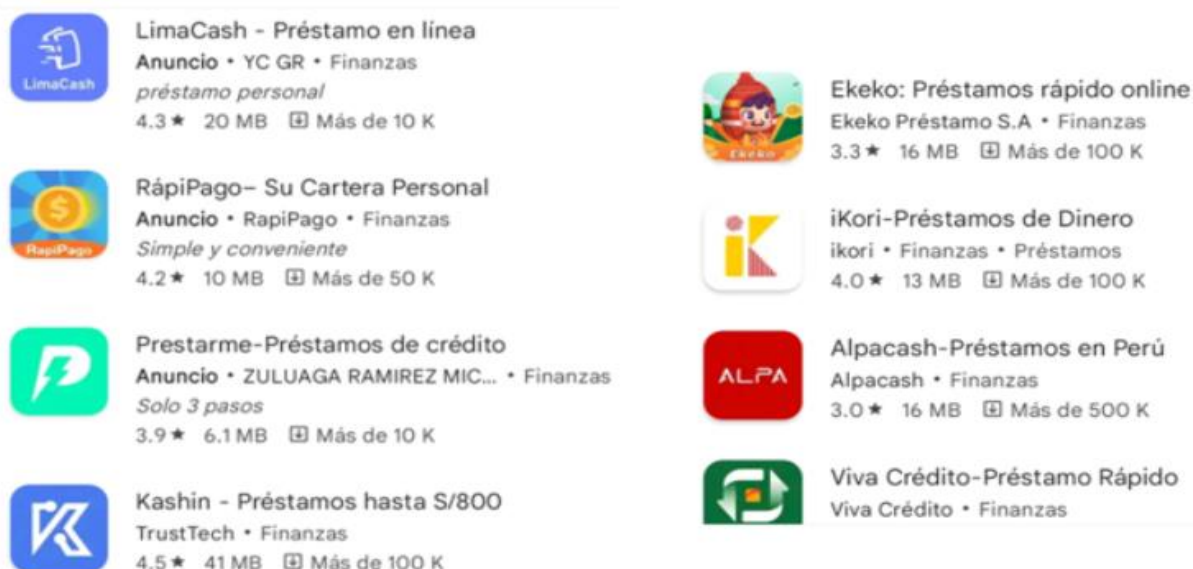 LimaCash
LimaCash - Préstamo en línea
Anuncio • YC GR • Finanzas
préstamo personal
4.3★ 20 MB Más de 10 K
RapiPago
RápiPago– Su Cartera Personal
Anuncio • RapiPago • Finanzas
Simple y conveniente
4.2★ 10 MB Más de 50 K
Prestarme-Préstamos de crédito
Anuncio • ZULUAGA RAMIREZ MIC... • Finanzas
Solo 3 pasos
3.9★ 6.1 MB Más de 10 K
Kashin - Préstamos hasta S/800
TrustTech • Finanzas
4.5★ 41 MB Más de 100 K
Ekeko
Ekeko: Préstamos rápido online
Ekeko Préstamo S.A • Finanzas
3.3★ 16 MB Más de 100 K
iK
iKori-Préstamos de Dinero
ikori • Finanzas • Préstamos
4.0★ 13 MB Más de 100 K
ALPA
Alpacash-Préstamos en Perú
Alpacash • Finanzas
3.0★ 16 MB Más de 500 K
Viva Crédito-Préstamo Rápido
Viva Crédito • Finanzas